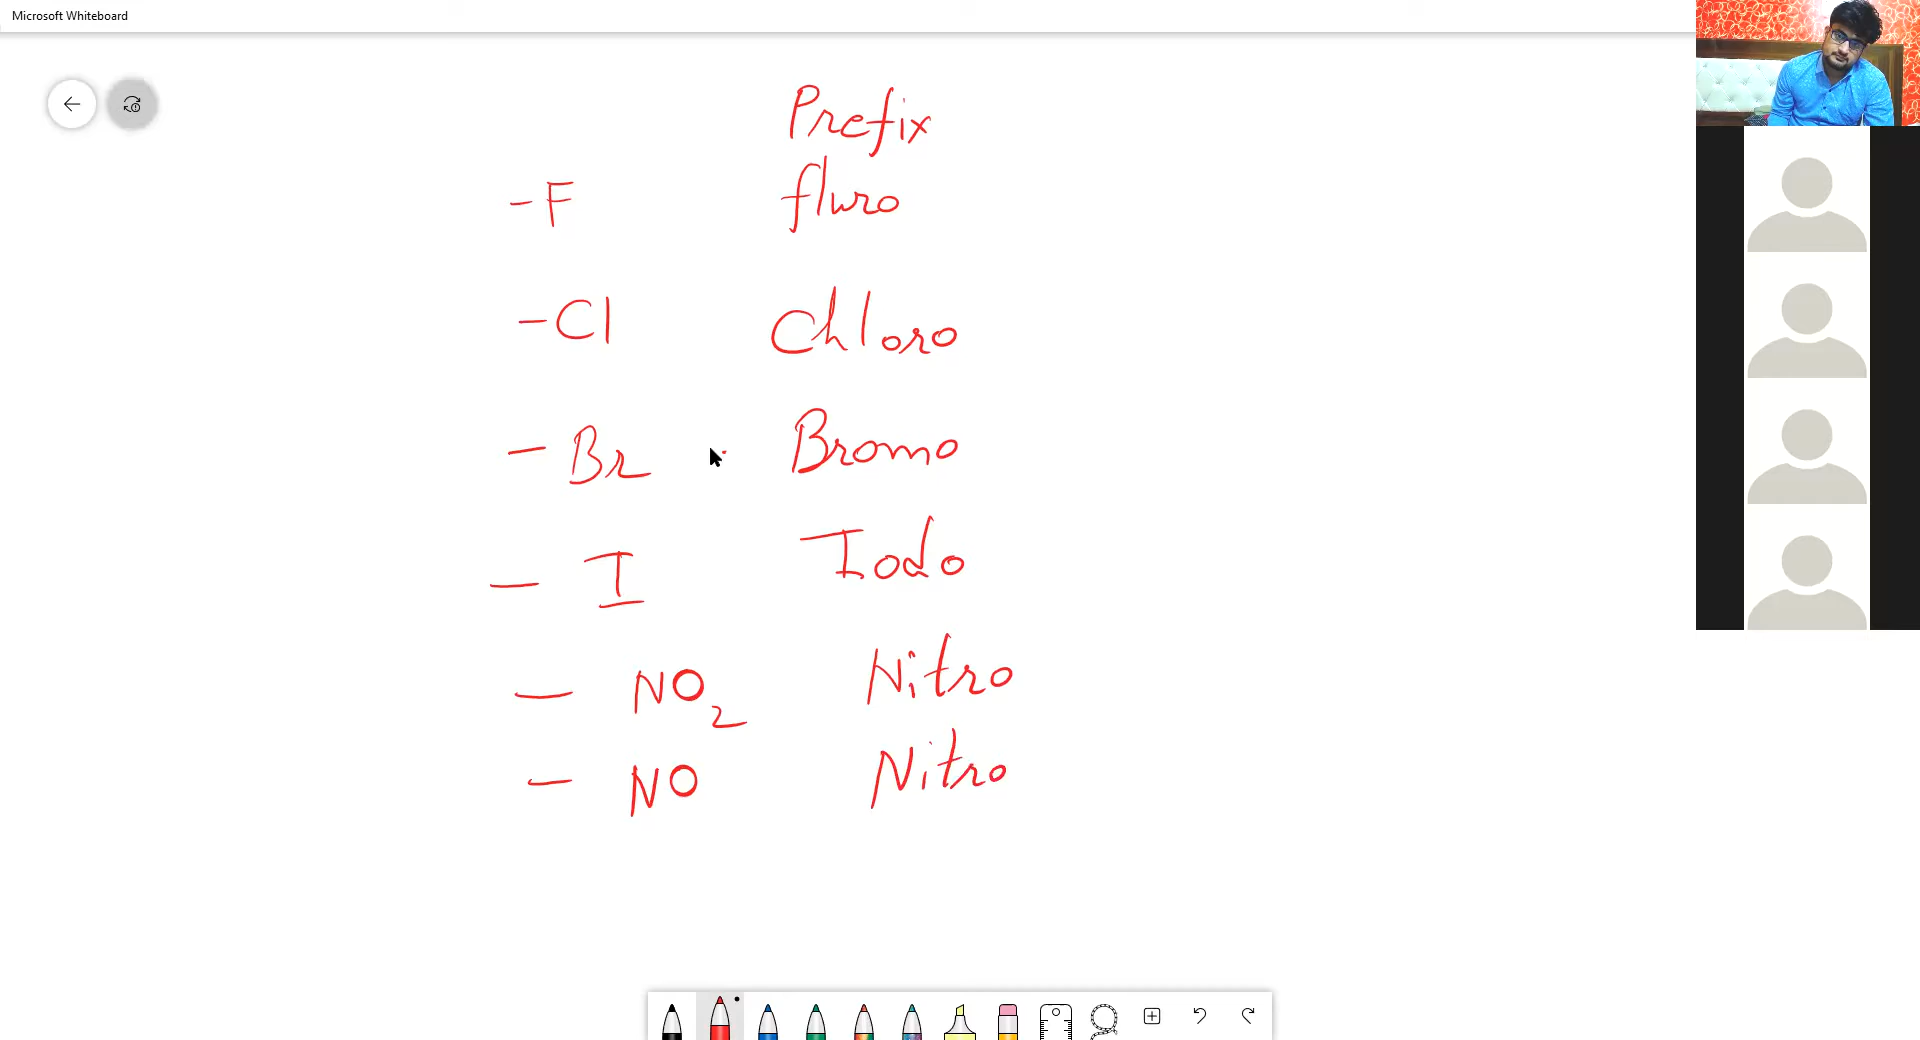 Microsoft Whiteboard
Prefix
-F fluro
-Cl Chloro
- Br Bromo
- I Iodo
- NO2 Nitro
- NO Nitro